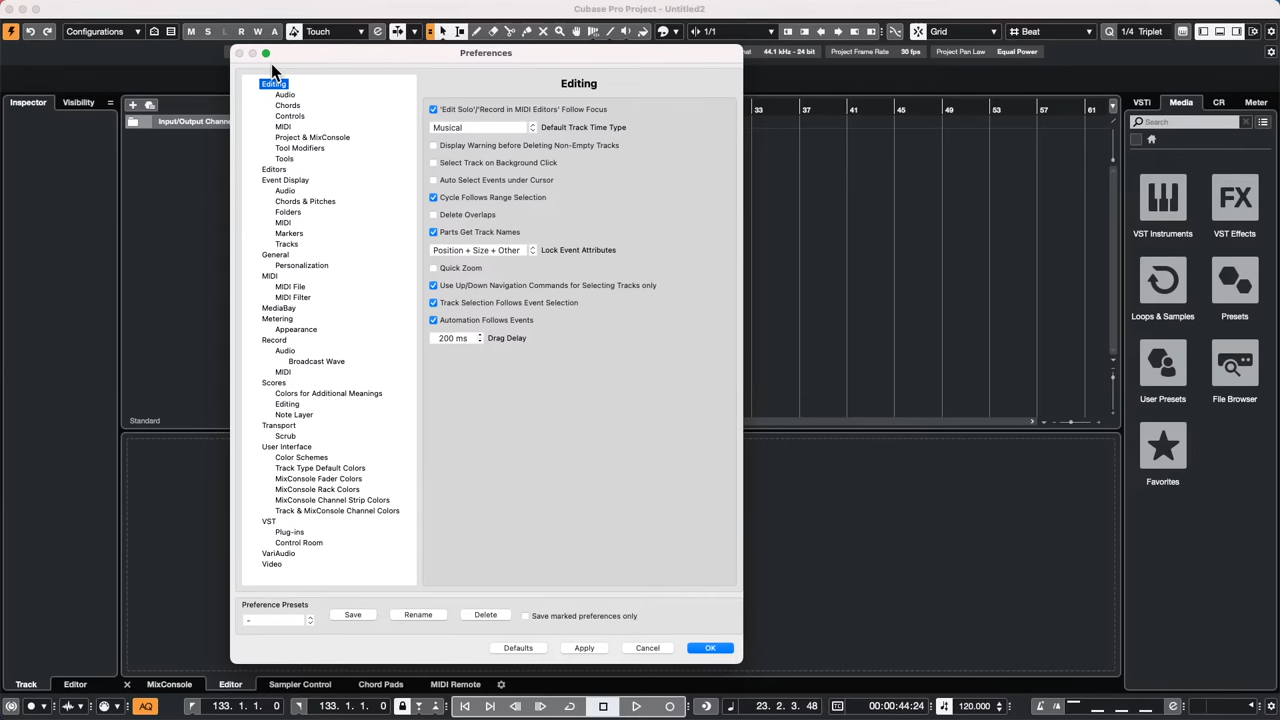 Cubase Pro Project - Untitled2
Configurations
M S L R W A
Touch
1/1
Grid
Beat
1/4 Triplet
44.1 kHz - 24 bit
Project Frame Rate
30 fps
Project Pan Law
Equal Power
Preferences
Inspector
Visibility
Input/Output Chann
Standard
33
37
41
45
49
53
57
61
VSTi
Media
CR
Meter
Search
VST Instruments
VST Effects
Loops & Samples
Presets
User Presets
File Browser
Favorites
Editing
Audio
Chords
Controls
MIDI
Project & MixConsole
Tool Modifiers
Tools
Editors
Event Display
Audio
Chords & Pitches
Folders
MIDI
Markers
Tracks
General
Personalization
MIDI
MIDI File
MIDI Filter
MediaBay
Metering
Appearance
Record
Audio
Broadcast Wave
MIDI
Scores
Colors for Additional Meanings
Editing
Note Layer
Transport
Scrub
User Interface
Color Schemes
Track Type Default Colors
MixConsole Fader Colors
MixConsole Rack Colors
MixConsole Channel Strip Colors
Track & MixConsole Channel Colors
VST
Plug-ins
Control Room
VariAudio
Video
Editing
'Edit Solo'/'Record in MIDI Editors' Follow Focus
Musical Default Track Time Type
Display Warning before Deleting Non-Empty Tracks
Select Track on Background Click
Auto Select Events under Cursor
Cycle Follows Range Selection
Delete Overlaps
Parts Get Track Names
Position + Size + Other Lock Event Attributes
Quick Zoom
Use Up/Down Navigation Commands for Selecting Tracks only
Track Selection Follows Event Selection
Automation Follows Events
200 ms Drag Delay
Preference Presets
-
Save
Rename
Delete
Save marked preferences only
Defaults
Apply
Cancel
OK
Track
Editor
MixConsole
Editor
Sampler Control
Chord Pads
MIDI Remote
AQ
133. 1. 1. 0
133. 1. 1. 0
23. 2. 3. 48
00:00:44:24
120.000